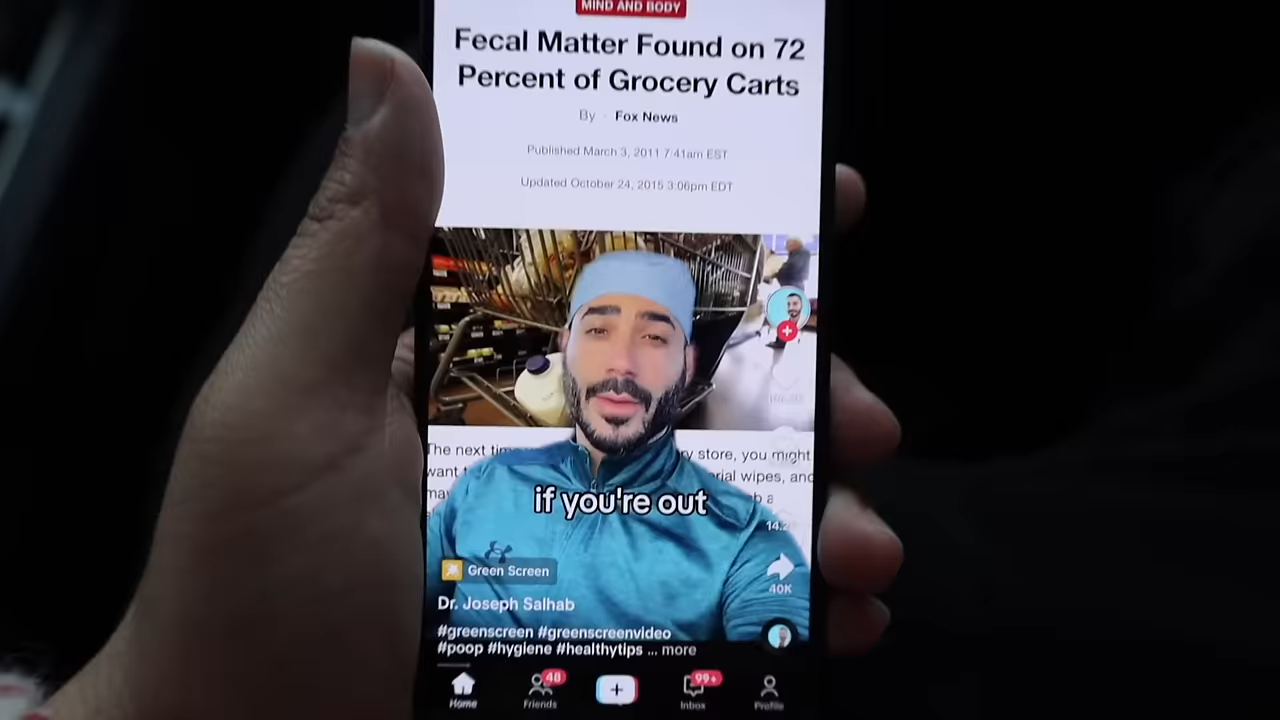 MIND AND BODY
Fecal Matter Found on 72
Percent of Grocery Carts
By · Fox News
Published March 3, 2011 7:41am EST
Updated October 24, 2015 3:06pm EDT
The next ry store, you might
want rial wipes, and
a
if you're out
14.2
Green Screen
40K
Dr. Joseph Salhab
#greenscreen #greenscreenvideo
#poop #hygiene #healthytips ... more
48
99+
Home
Friends
Inbox
Profile